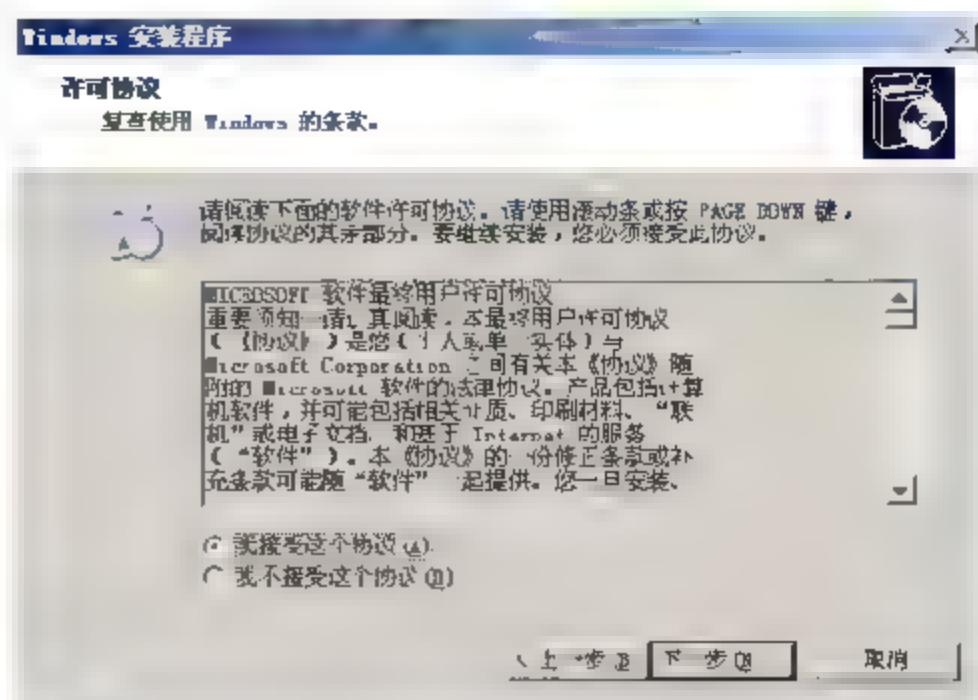 Windows 安装程序
许可协议
复查使用 Windows 的条款。
请阅读下面的软件许可协议。请使用滚动条或按 PAGE DOWN 键,
阅读协议的其余部分。要继续安装,您必须接受此协议。
MICROSOFT 软件最终用户许可协议
重要须知 请 真阅读,本最终用户许可协议
(《协议》)是您(个人或单 实体)与
Microsoft Corporation 之间有关本《协议》随
附的 Microsoft 软件的法律协议。产品包括计算
机软件,并可能包括相关介质、印刷材料、“联
机”或电子文档 和基于 Internet 的服务
(“软件”)。本《协议》的 份修正条款或补
充条款可能随“软件” 起提供。您一旦安装、
我接受这个协议(A)
我不接受这个协议(D)
上一步 B 下一步 N 取消